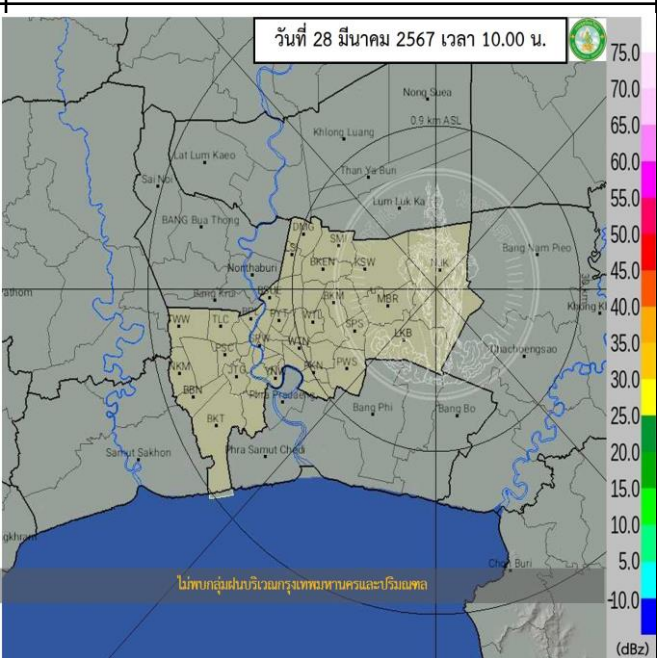 วันที่ 28 มีนาคม 2567 เวลา 10.00 น.
75.0
70.0
65.0
60.0
55.0
50.0
45.0
40.0
35.0
30.0
25.0
20.0
15.0
10.0
5.0
-10.0
(dBz)
Nong Suea
0.9 km ASL
Khlong Luang
Lat Lum Kaeo
Than Ya Buri
Sai Noi
Lum Luk Ka
BANG Bua Thong
DMG
SMI
LSI
Bang Nam Pieo
BKEN
KSW
NJK
Nonthaburi
Bang Krui
BKM
MBR
TWW
TLC
PYT
SPS
LKB
PSC
WTN
Chachoengsao
NKM
JTG
YNW
PWS
BBN
Phra Pradaeng
BKT
Bang Phi
Bang Bo
Samut Sakhon
Phra Samut Chedi
Chon Buri
ไม่พบกลุ่มฝนบริเวณกรุงเทพมหานครและปริมณฑล